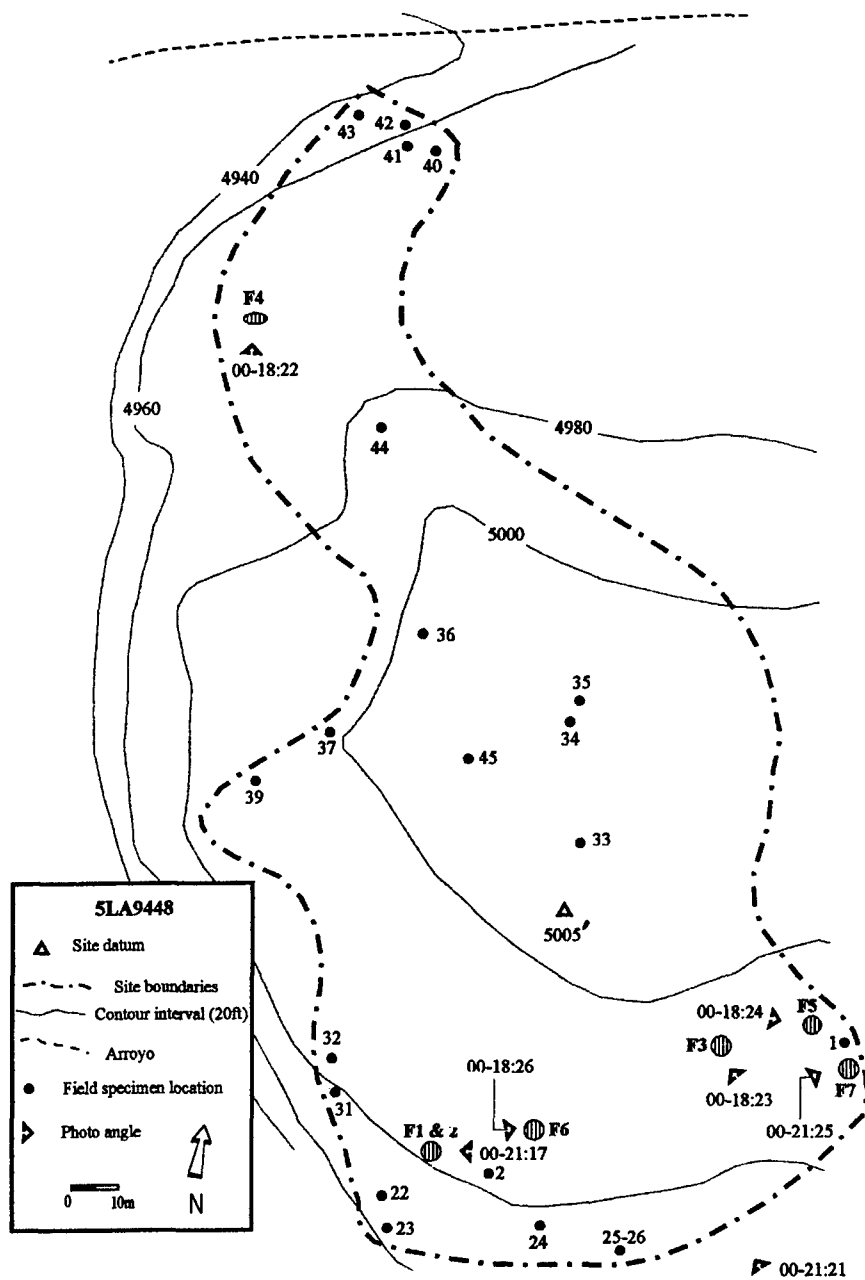 43
42
41
40
4940
F4
00-18:22
4960
44
4980
5000
36
35
34
37
45
39
33
5005'
5LA9448
Site datum
Site boundaries
Contour interval (20ft)
Arroyo
Field specimen location
Photo angle
0 10m
N
00-18:24
F5
1
F3
F7
00-18:23
00-21:25
32
31
00-18:26
F1 & 2
F6
00-21:17
2
22
23
24
25-26
00-21:21